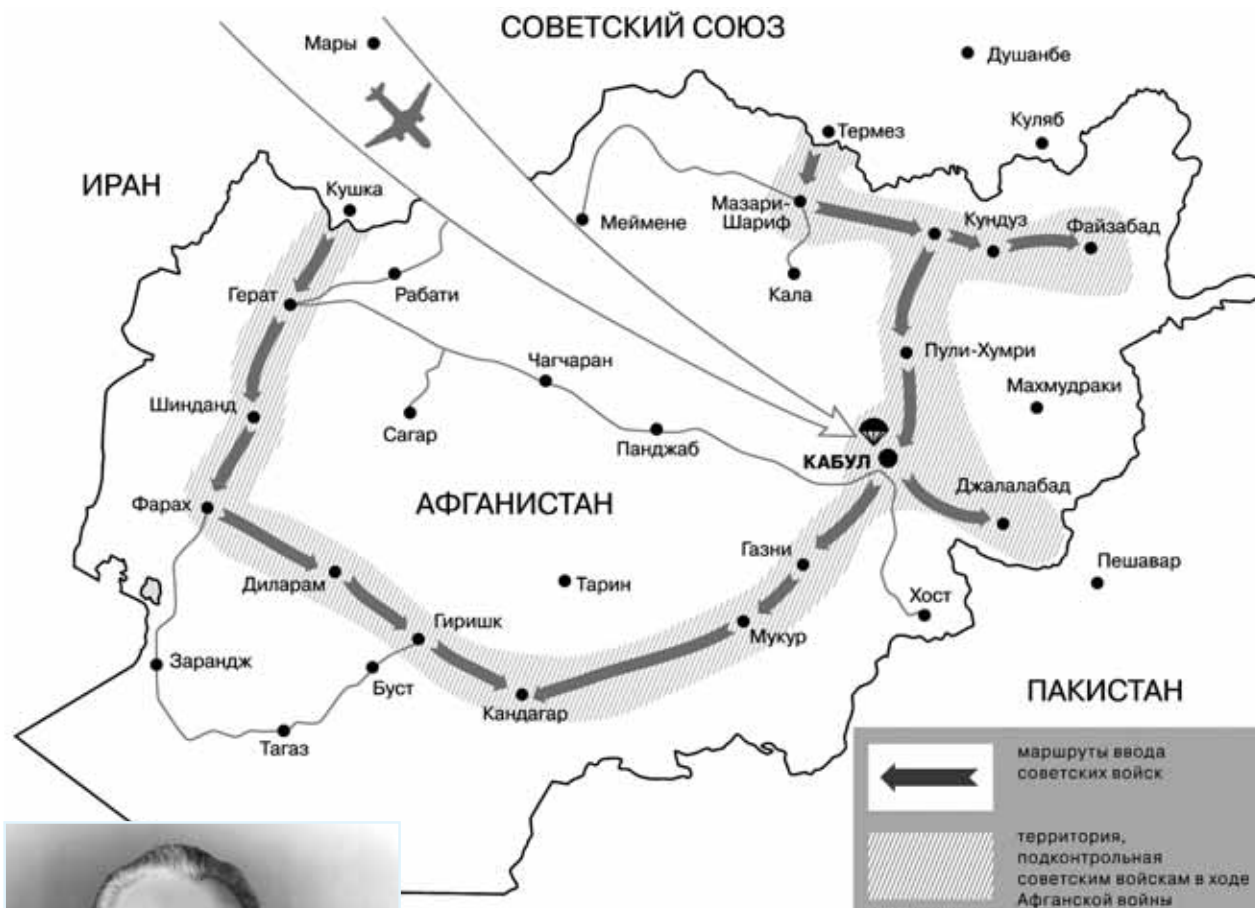 СОВЕТСКИЙ СОЮЗ
Мары
Душанбе
Термез
Куляб
ИРАН
Кушка
Меймене
Мазари-
Шариф
Кундуз
Файзабад
Герат
Рабати
Кала
Пули-Хумри
Чагчаран
Махмудраки
Шинданд
Сагар
Панджаб
КАБУЛ
Джалалабад
Фарах
АФГАНИСТАН
Газни
Пешавар
Диларам
Тарин
Хост
Гиришк
Мукур
Зарандж
Буст
ПАКИСТАН
Кандагар
Тагаз
маршруты ввода
советских войск
территория,
подконтрольная
советским войскам в ходе
Афганской войны